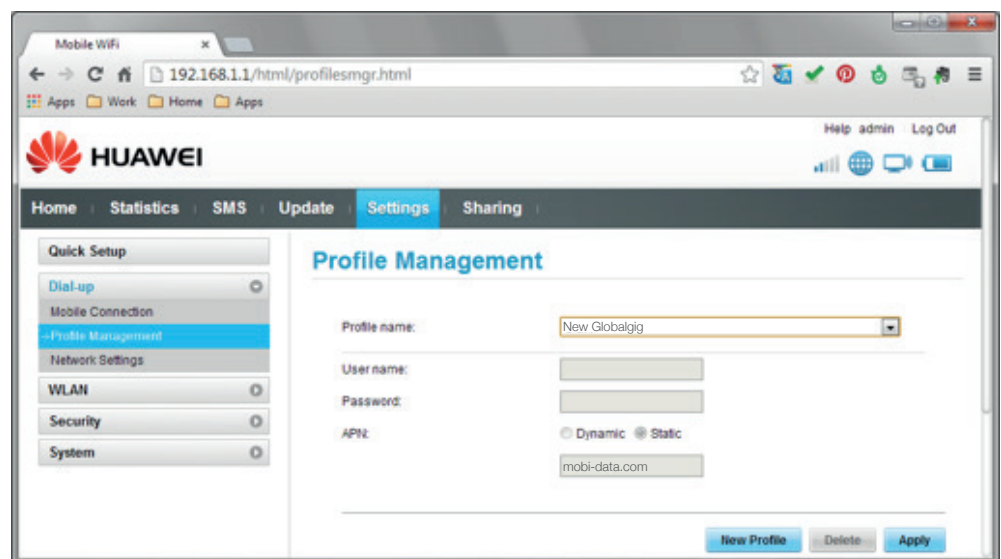 Mobile WiFi
192.168.1.1/html/profilesmgr.html
Apps Work Home Apps
Help admin Log Out
HUAWEI
Home Statistics SMS Update Settings Sharing
Quick Setup
Profile Management
Dial-up
Mobile Connection
Profile name: New Globalgig
→Profile Management
Network Settings
User name:
WLAN
Password:
Security
APN: Dynamic Static
System
mobi-data.com
New Profile Delete Apply